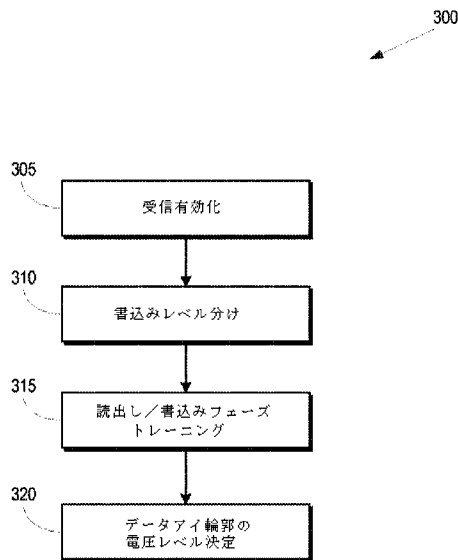 300
305
受信有効化
310
書込みレベル分け
315
読出し／書込みフェーズ
トレーニング
320
データアイ輪郭の
電圧レベル決定